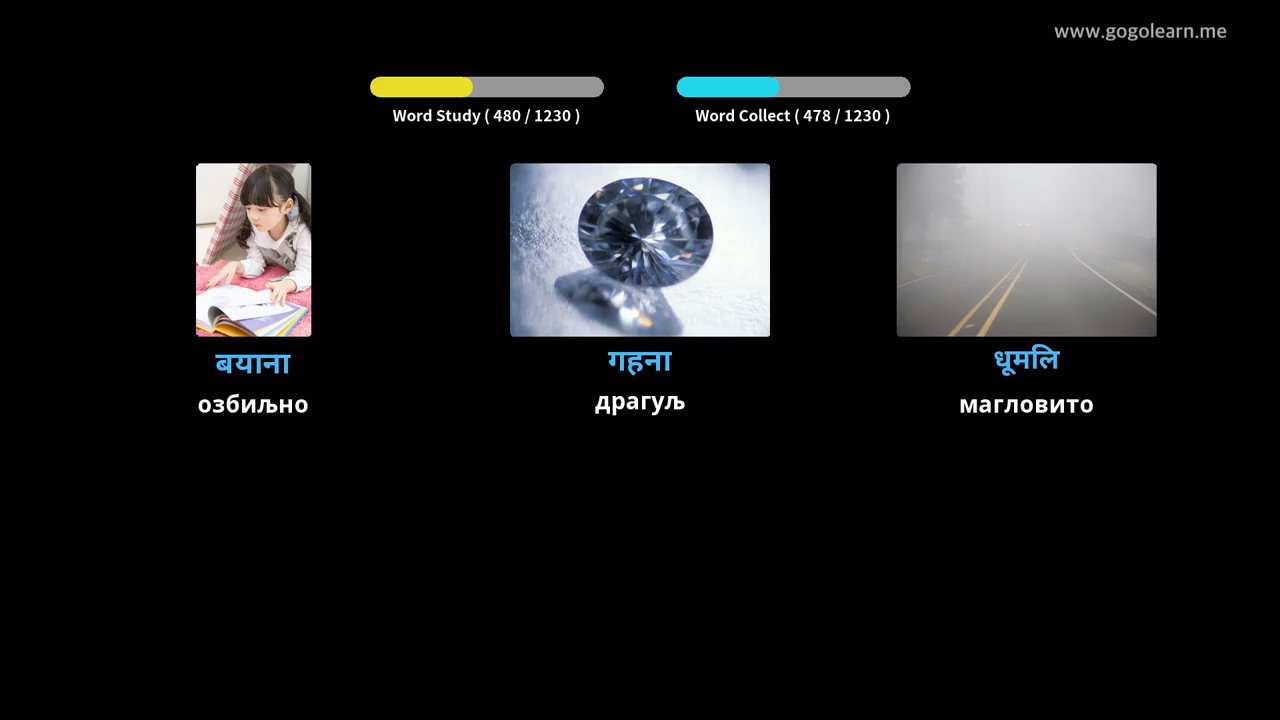 www.gogolearn.me
Word Study ( 480 / 1230 )
Word Collect ( 478 / 1230 )
बयाना
गहना
धूमलि
озбиљно
драгуљ
магловито